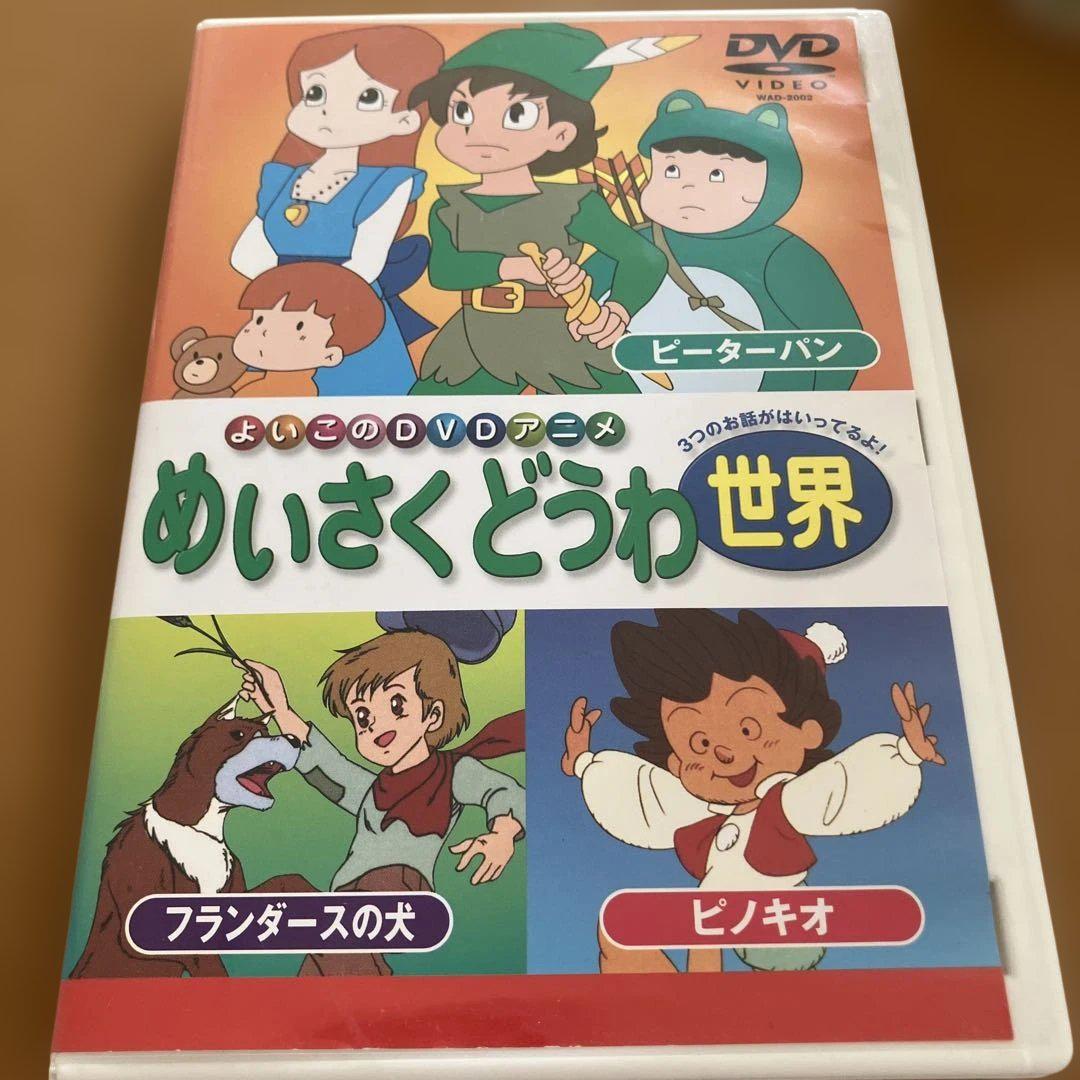 DVD
VIDEO
WAD-2002
ピーターパン
よいこのDVDアニメ
3つのお話がはいってるよ!
めいさくどうわ
世界
フランダースの犬
ピノキオ